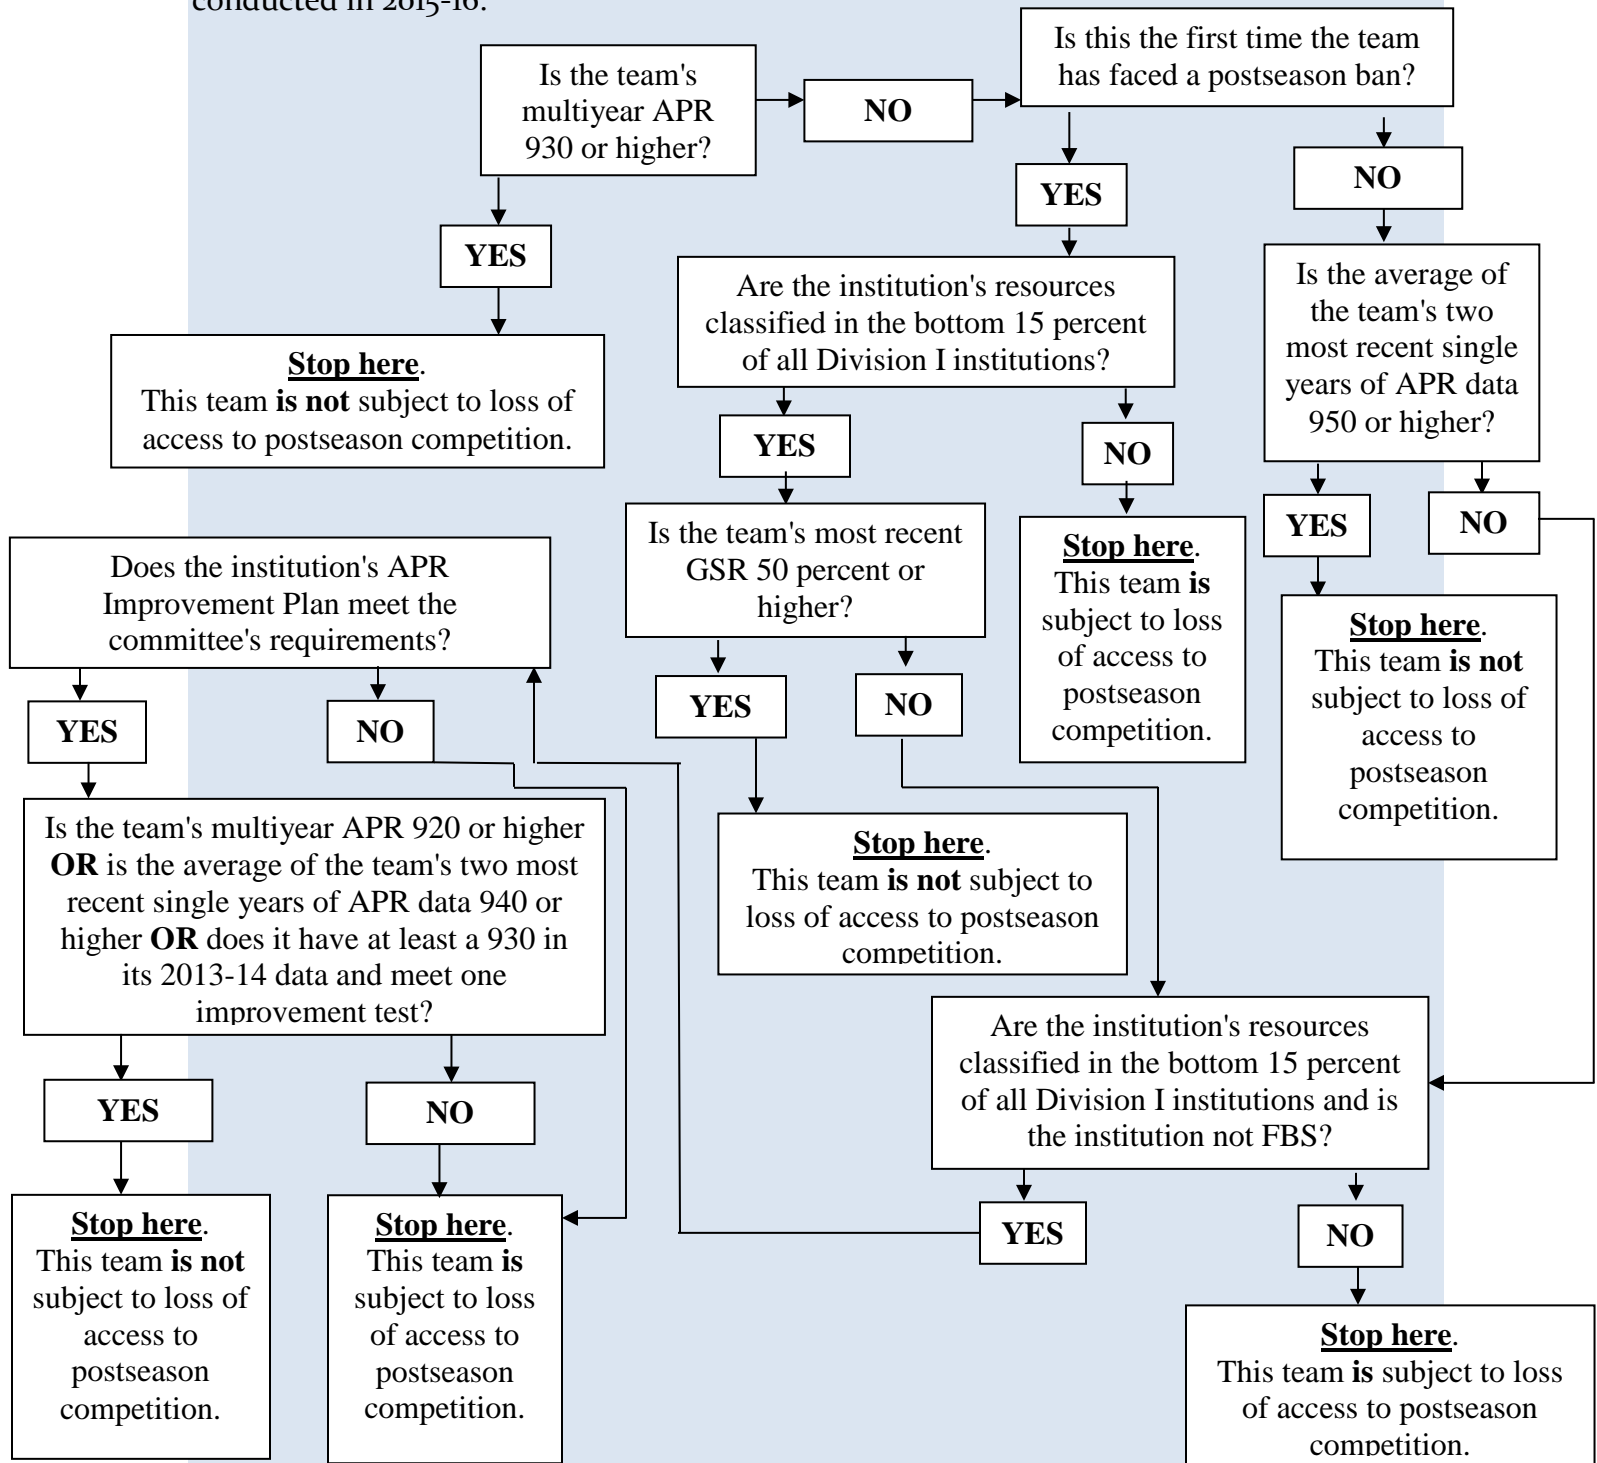 conducted in 2015-16.
Is the team's
multiyear APR
930 or higher?
NO
Is this the first time the team
has faced a postseason ban?
YES
NO
YES
Stop here.
This team is not subject to loss of
access to postseason competition.
Are the institution's resources
classified in the bottom 15 percent
of all Division I institutions?
Is the average of
the team's two
most recent single
years of APR data
950 or higher?
YES
NO
YES
NO
Is the team's most recent
GSR 50 percent or
higher?
Stop here.
This team is
subject to loss
of access to
postseason
competition.
Stop here.
This team is not
subject to loss of
access to
postseason
competition.
Does the institution's APR
Improvement Plan meet the
committee's requirements?
YES
NO
YES
NO
Is the team's multiyear APR 920 or higher
OR is the average of the team's two most
recent single years of APR data 940 or
higher OR does it have at least a 930 in
its 2013-14 data and meet one
improvement test?
Stop here.
This team is not subject to
loss of access to postseason
competition.
Are the institution's resources
classified in the bottom 15 percent
of all Division I institutions and is
the institution not FBS?
YES
NO
YES
NO
Stop here.
This team is not
subject to loss of
access to
postseason
competition.
Stop here.
This team is
subject to loss
of access to
postseason
competition.
Stop here.
This team is subject to loss
of access to postseason
competition.